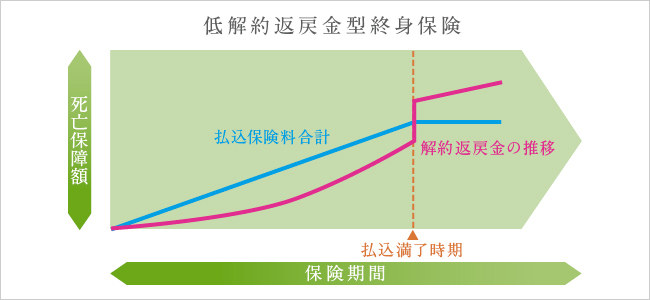 低解約返戻金型終身保険
死亡保障額
払込保険料合計
解約返戻金の推移
払込満了時期
保険期間